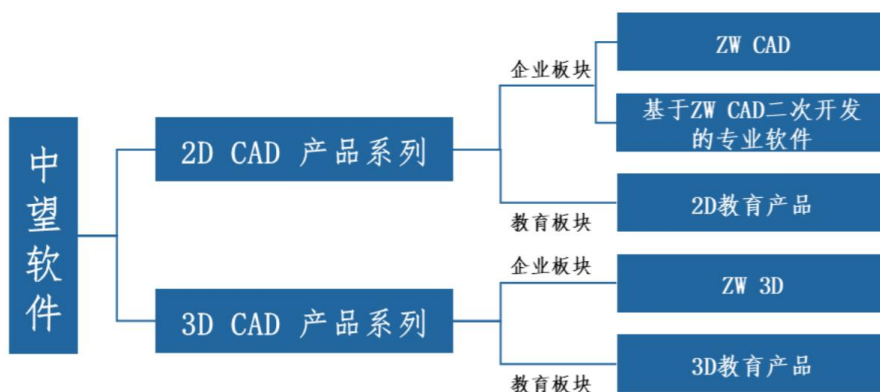 中望软件
2D CAD 产品系列
企业板块
ZW CAD
基于ZW CAD二次开发
的专业软件
教育板块
2D教育产品
3D CAD 产品系列
企业板块
ZW 3D
教育板块
3D教育产品